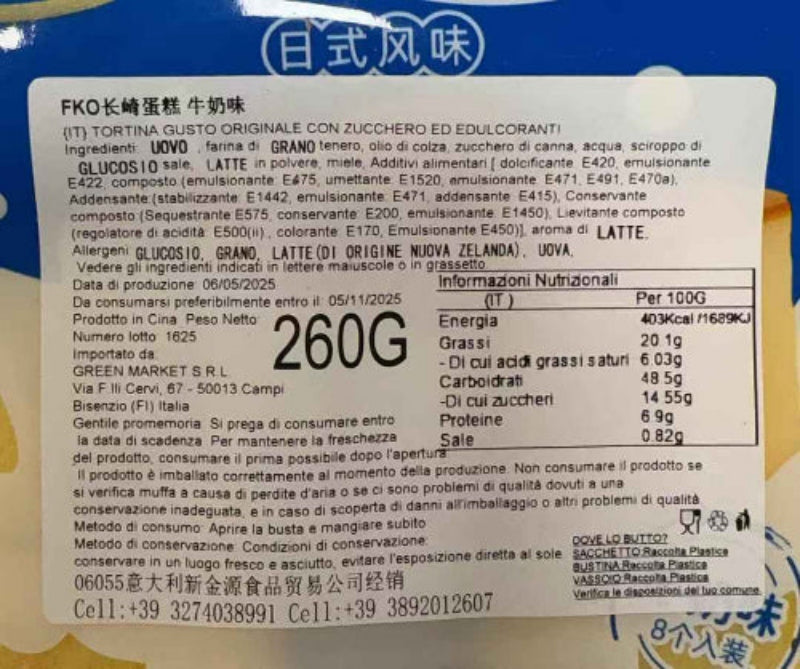 日式风味
FKO长崎蛋糕 牛奶味
(IT) TORTINA GUSTO ORIGINALE CON ZUCCHERO ED EDULCORANTI
Ingredienti: UOVO , farina di GRANO tenero, olio di colza, zucchero di canna, acqua, sciroppo di
GLUCOSIO sale, LATTE in polvere, miele, Additivi alimentari [ dolcificante E420, emulsionante
E422, composto (emulsionante E475, umettante: E1520, emulsionante E471, E491, E470a),
Addensante:(stabilizzante: E1442, emulsionante: E471, addensante: E415), Conservante
composto:(Sequestrante E575, conservante: E200, emulsionante E1450), Lievitante composto
(regolatore di acidità: E500(ii), colorante: E170, Emulsionante E450)], aroma di LATTE.
Allergeni GLUCOSIO, GRANO, LATTE(DI ORIGINE NUOVA ZELANDA), UOVA.
Vedere gli ingredienti indicati in lettere maiuscole o in grassetto
Data di produzione: 06/05/2025
Da consumarsi preferibilmente entro il: 05/11/2025
Prodotto in Cina Peso Netto: 260G
Numero lotto: 1625
Importato da:
GREEN MARKET S R L
Via F.lli Cervi, 67 - 50013 Campi
Bisenzio (FI) Italia
Informazioni Nutrizionali
(IT) Per 100G
Energia 403Kcal /1689KJ
Grassi 20.1g
- Di cui acidi grassi saturi 6.03g
Carboidrati 48.5g
-Di cui zuccheri 14.55g
Proteine 6.9g
Sale 0.82g
Gentile promemoria: Si prega di consumare entro
la data di scadenza. Per mantenere la freschezza
del prodotto, consumare il prima possibile dopo l'apertura.
Il prodotto è imballato correttamente al momento della produzione. Non consumare il prodotto se
si verifica muffa a causa di perdite d'aria o se ci sono problemi di qualità dovuti a una
conservazione inadeguata, e in caso di scoperta di danni all'imballaggio o altri problemi di qualità
Metodo di consumo: Aprire la busta e mangiare subito
Metodo di conservazione: Condizioni di conservazione:
conservare in un luogo fresco e asciutto, evitare l'esposizione diretta al sole
06055意大利新金源食品贸易公司经销
Cell:+39 3274038991 Cell:+39 3892012607
DOVE LO BUTTO?
SACCHETTO:Raccolta Plastica
BUSTINA:Raccolta Plastica
VASSOIO:Raccolta Plastica
Verifica le disposizioni del tuo comune.
味
8个入装